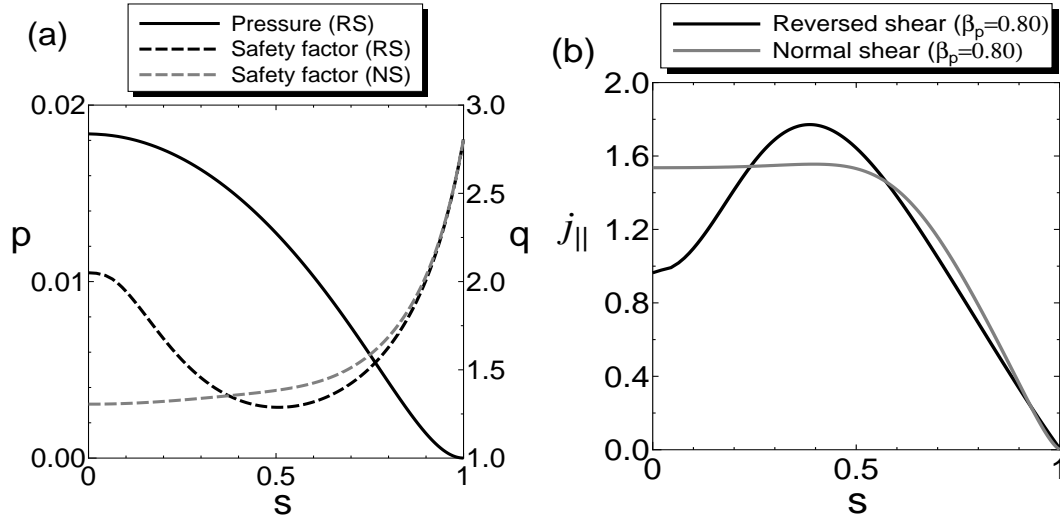 (a)
Pressure (RS)
Safety factor (RS)
Safety factor (NS)
0.02
0.01
0.00
p
3.0
2.5
2.0
1.5
1.0
q
0
0.5
1
s
(b)
Reversed shear (βp=0.80)
Normal shear (βp=0.80)
2.0
1.6
1.2
0.8
0.4
0.0
j||
0
0.5
1
s